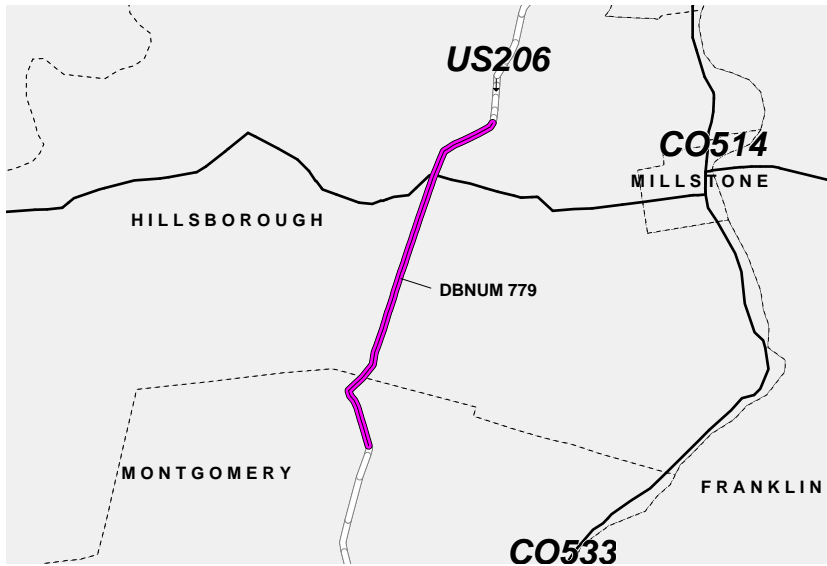 US206
CO514
MILLSTONE
HILLSBOROUGH
DBNUM 779
MONTGOMERY
FRANKLIN
CO533